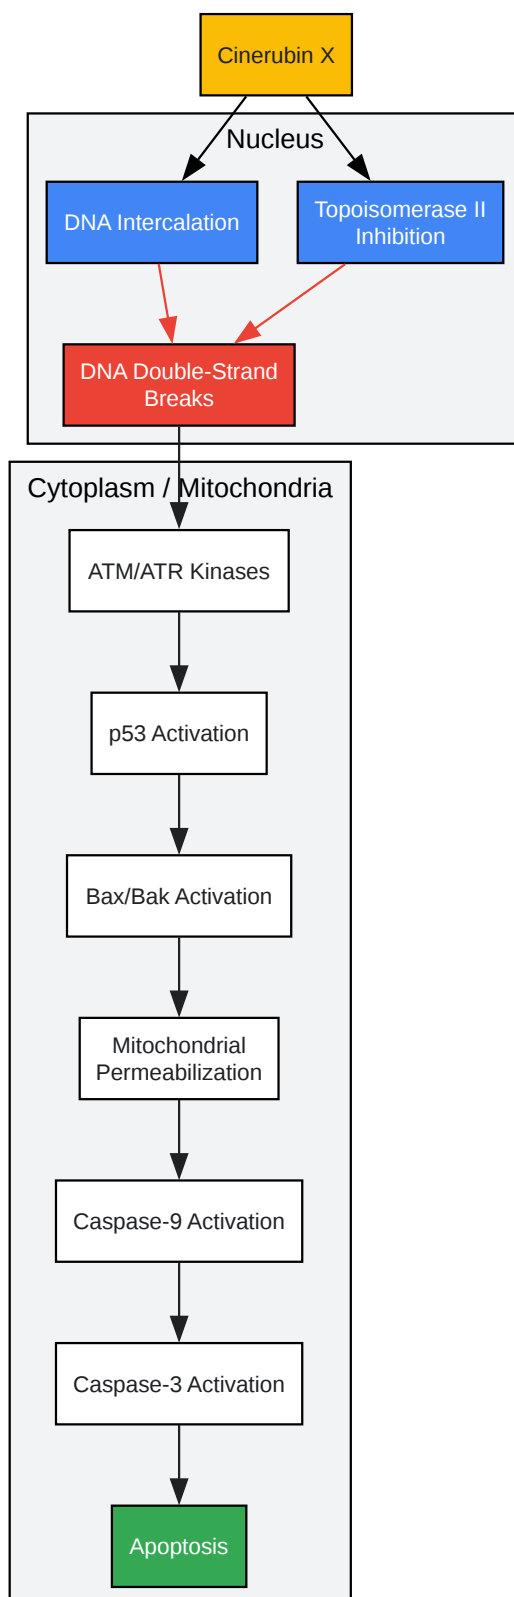 Cinerubin X
Nucleus
DNA Intercalation
Topoisomerase II
Inhibition
DNA Double-Strand
Breaks
Cytoplasm / Mitochondria
ATM/ATR Kinases
p53 Activation
Bax/Bak Activation
Mitochondrial
Permeabilization
Caspase-9 Activation
Caspase-3 Activation
Apoptosis